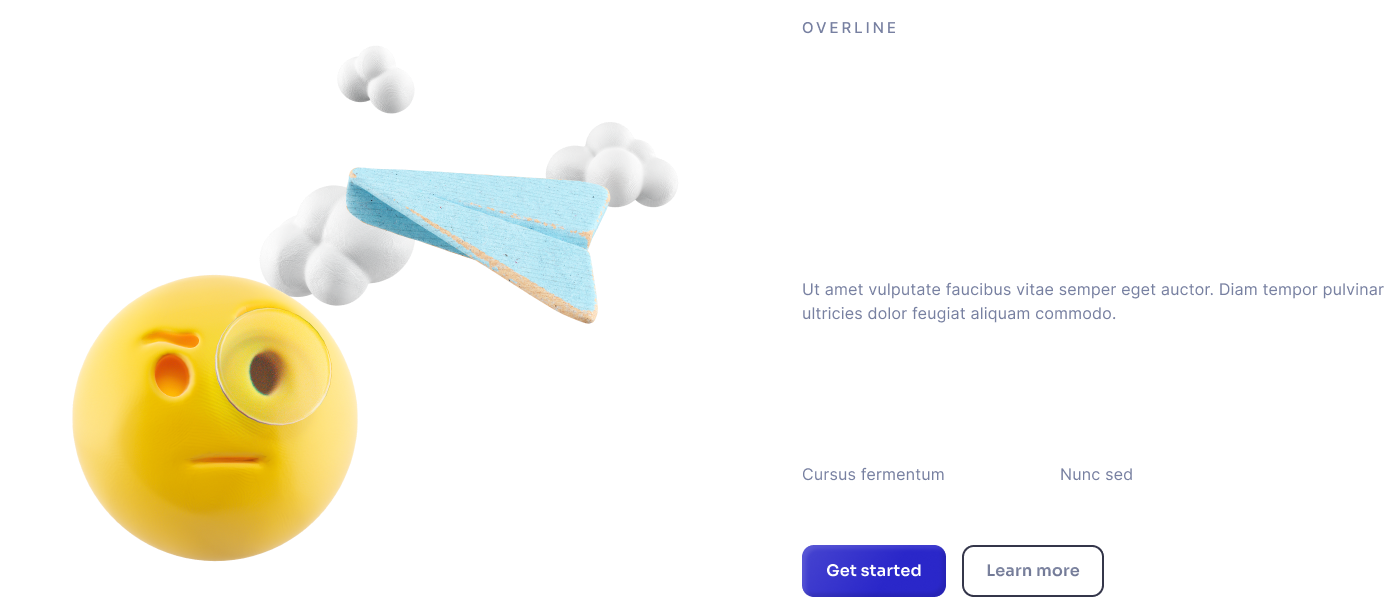 OVERLINE
Ut amet vulputate faucibus vitae semper eget auctor. Diam tempor pulvinar
ultricies dolor feugiat aliquam commodo.
Cursus fermentum
Nunc sed
Get started
Learn more